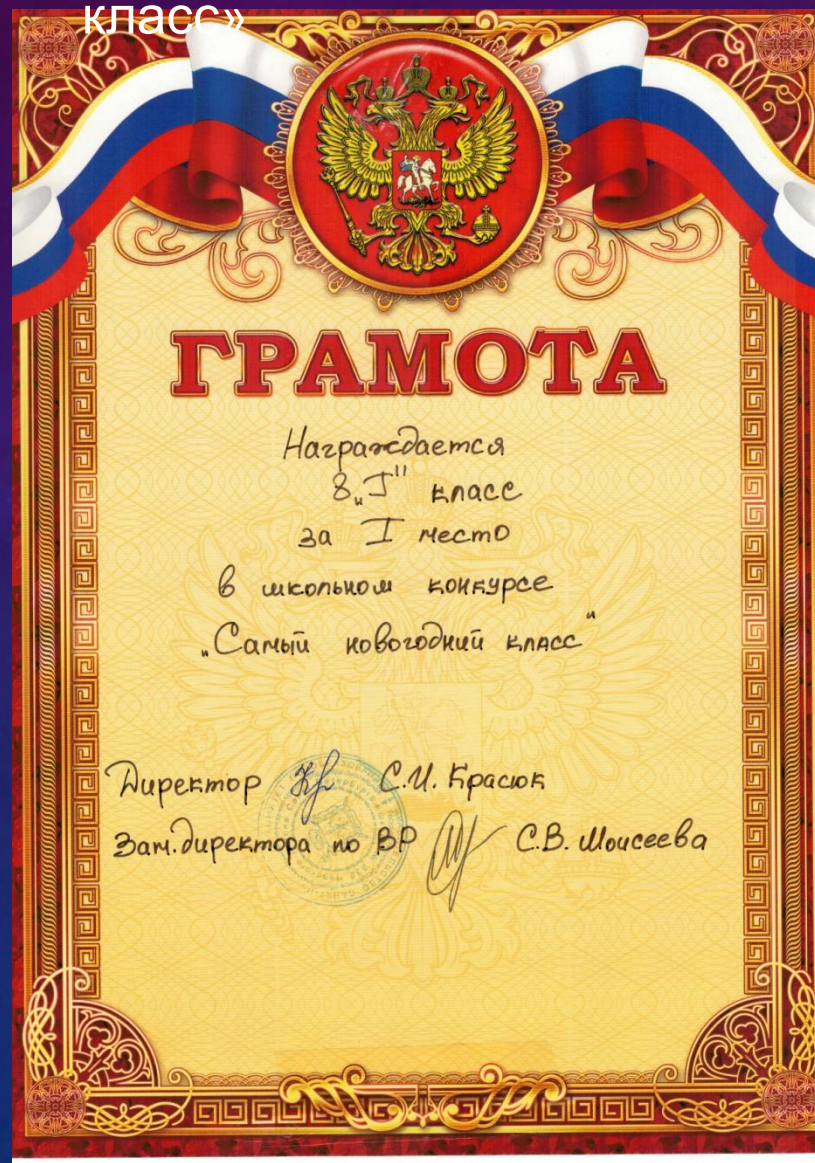 класс»
ГРАМОТА
Награждается
8 „I" класс
за I место
в школьном конкурсе
„Самый новогодний класс"
Директор С.И. Красюк
Зам. директора по ВР С.В. Моисеева